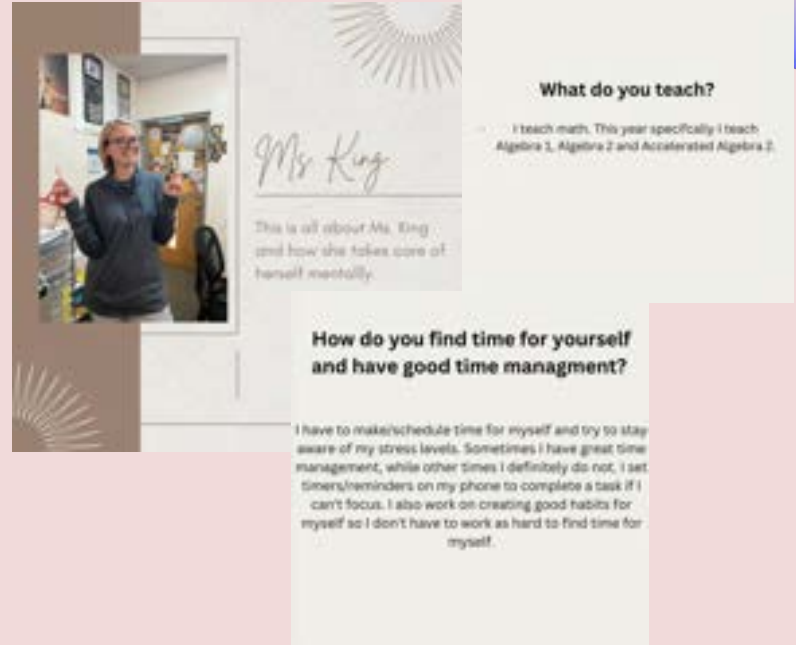 Ms King
This is all about Ms. King
and how she takes care of
herself mentally.
What do you teach?
I teach math. This year specifcally I teach
Algebra 1, Algebra 2 and Accelerated Algebra 2.
How do you find time for yourself
and have good time managment?
I have to make/schedule time for myself and try to stay
aware of my stress levels. Sometimes I have great time
management, while other times I definitely do not. I set
timers/reminders on my phone to complete a task if I
can't focus. I also work on creating good habits for
myself so I don't have to work as hard to find time for
myself.